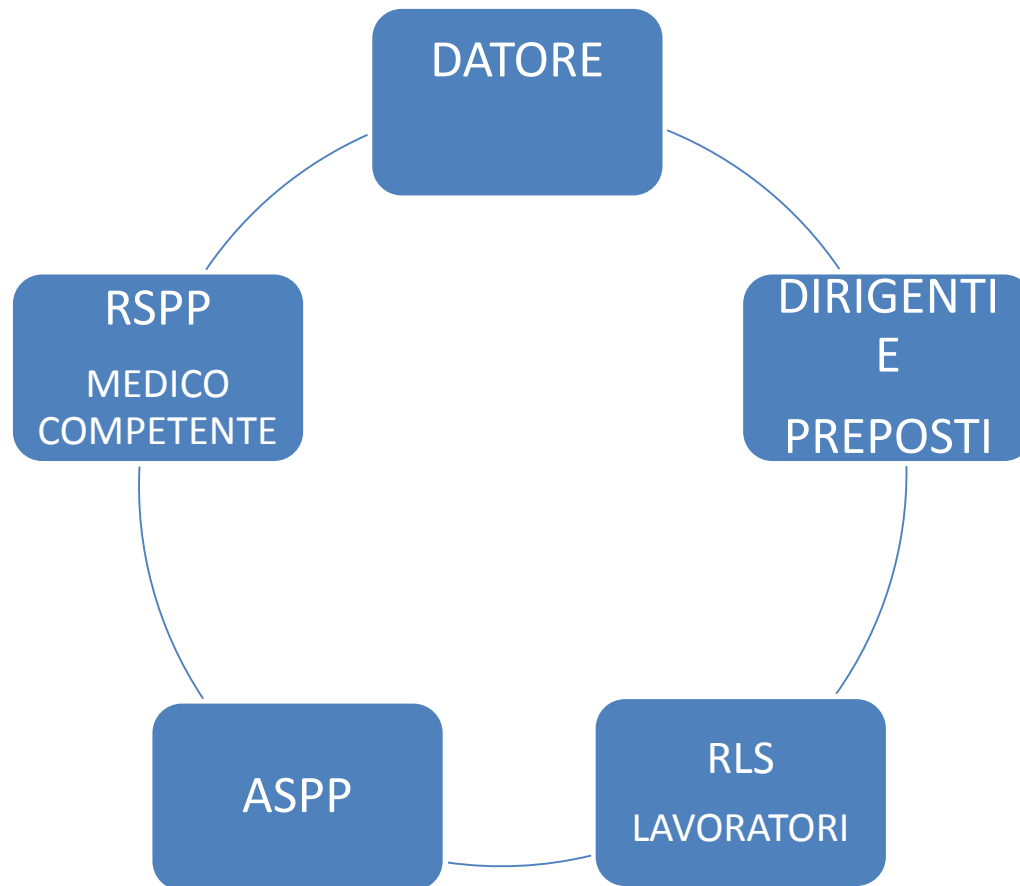 DATORE
RSPP
MEDICO
COMPETENTE
DIRIGENTI
E
PREPOSTI
ASPP
RLS
LAVORATORI